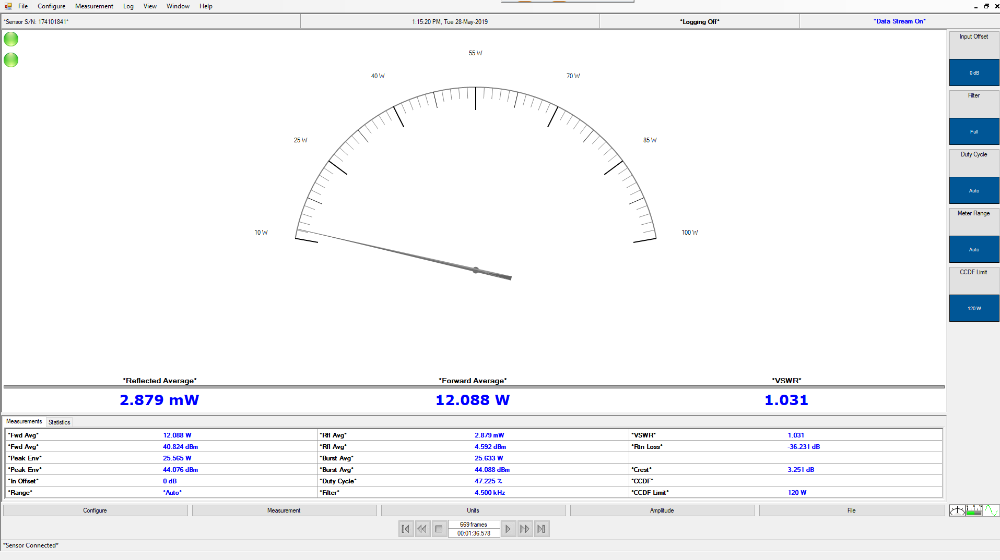 File Configure Measurement Log View Window Help
*Sensor S/N: 174101841* 1:15:20 PM, Tue 28-May-2019 *Logging Off* *Data Stream On*
Input Offset
0 dB
Filter
Full
Duty Cycle
Auto
Meter Range
Auto
CCDF Limit
120 W
55 W
40 W 70 W
25 W 85 W
10 W 100 W
*Reflected Average* *Forward Average* *VSWR*
2.879 mW 12.088 W 1.031
Measurements Statistics
*Fwd Avg* 12.088 W *Rfl Avg* 2.879 mW *VSWR* 1.031
*Fwd Avg* 40.824 dBm *Rfl Avg* 4.592 dBm *Rtn Loss* -36.231 dB
*Peak Env* 25.565 W *Burst Avg* 25.633 W
*Peak Env* 44.076 dBm *Burst Avg* 44.088 dBm *Crest* 3.251 dB
*In Offset* 0 dB *Duty Cycle* 47.225 % *CCDF*
*Range* *Auto* *Filter* 4.500 kHz *CCDF Limit* 120 W
Configure Measurement Units Amplitude File
0 5 10
669 frames
00:01:36.578
*Sensor Connected*